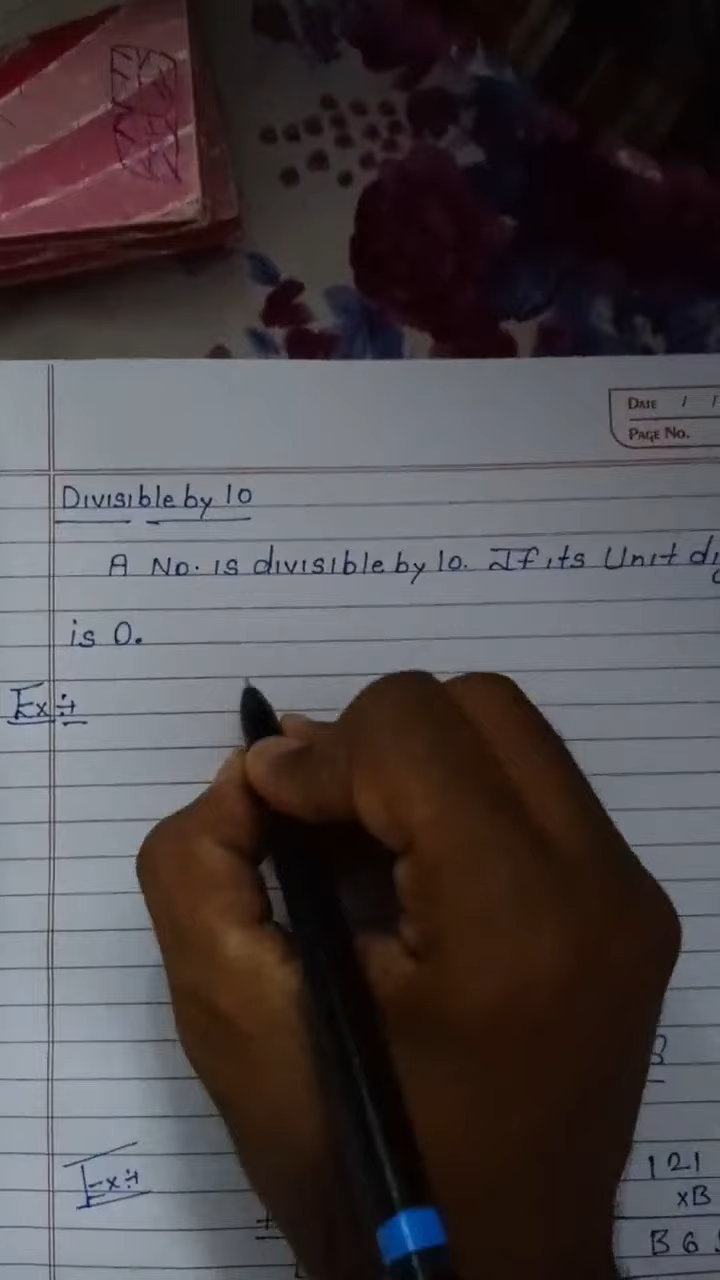 DATE / /
PAGE NO.
Divisible by 10
A No. is divisible by 10. If its Unit
is 0.
Ex:-
Ex:-
121
xB
B6